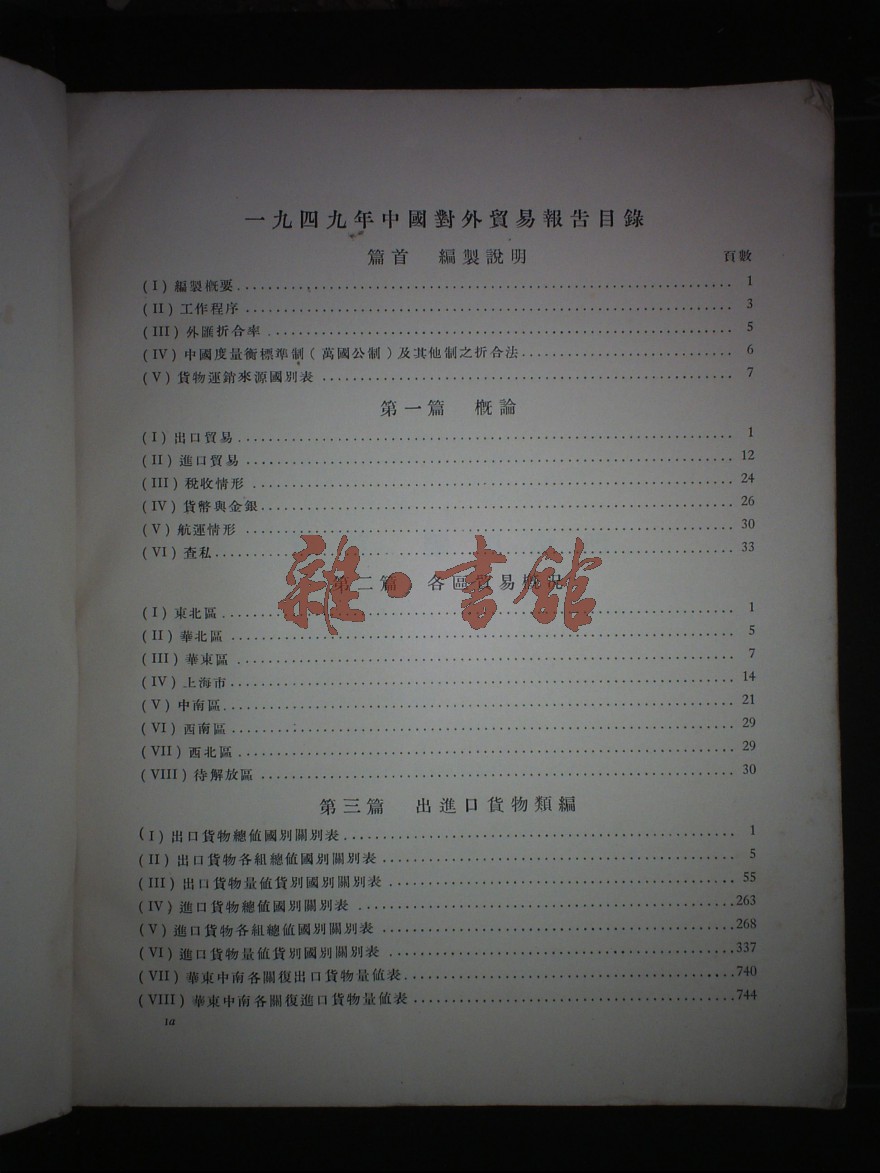 一九四九年中國對外貿易報告目錄
篇首 編製說明 頁數
(I) 編製概要 1
(II) 工作程序 3
(III) 外匯折合率 5
(IV) 中國度量衡標準制(萬國公制)及其他制之折合法 6
(V) 貨物運銷來源國別表 7
第一篇 概論
(I) 出口貿易 1
(II) 進口貿易 12
(III) 稅收情形 24
(IV) 貨幣與金銀 26
(V) 航運情形 30
(VI) 查私 33
第二篇 各區貿易概況
雜·書館
(I) 東北區 1
(II) 華北區 5
(III) 華東區 7
(IV) 上海市 14
(V) 中南區 21
(VI) 西南區 29
(VII) 西北區 29
(VIII) 待解放區 30
第三篇 出進口貨物類編
(I) 出口貨物總值國別關別表 1
(II) 出口貨物各組總值國別關別表 5
(III) 出口貨物量值貨別國別關別表 55
(IV) 進口貨物總值國別關別表 263
(V) 進口貨物各組總值國別關別表 268
(VI) 進口貨物量值貨別國別關別表 337
(VII) 華東中南各關復出口貨物量值表 740
(VIII) 華東中南各關復進口貨物量值表 744
1a